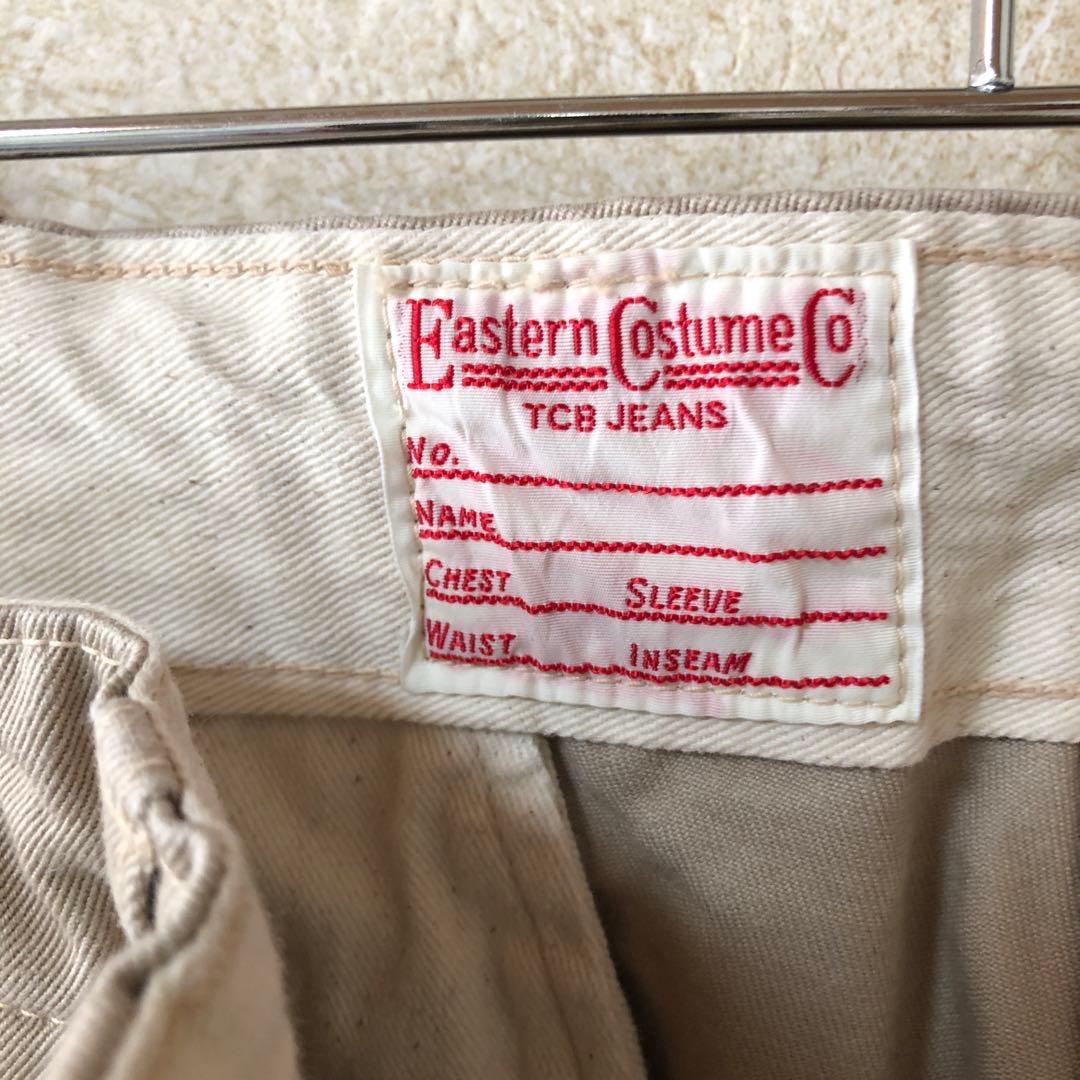 Eastern Costume Co
TCB JEANS
No.
NAME
CHEST SLEEVE
WAIST INSEAM